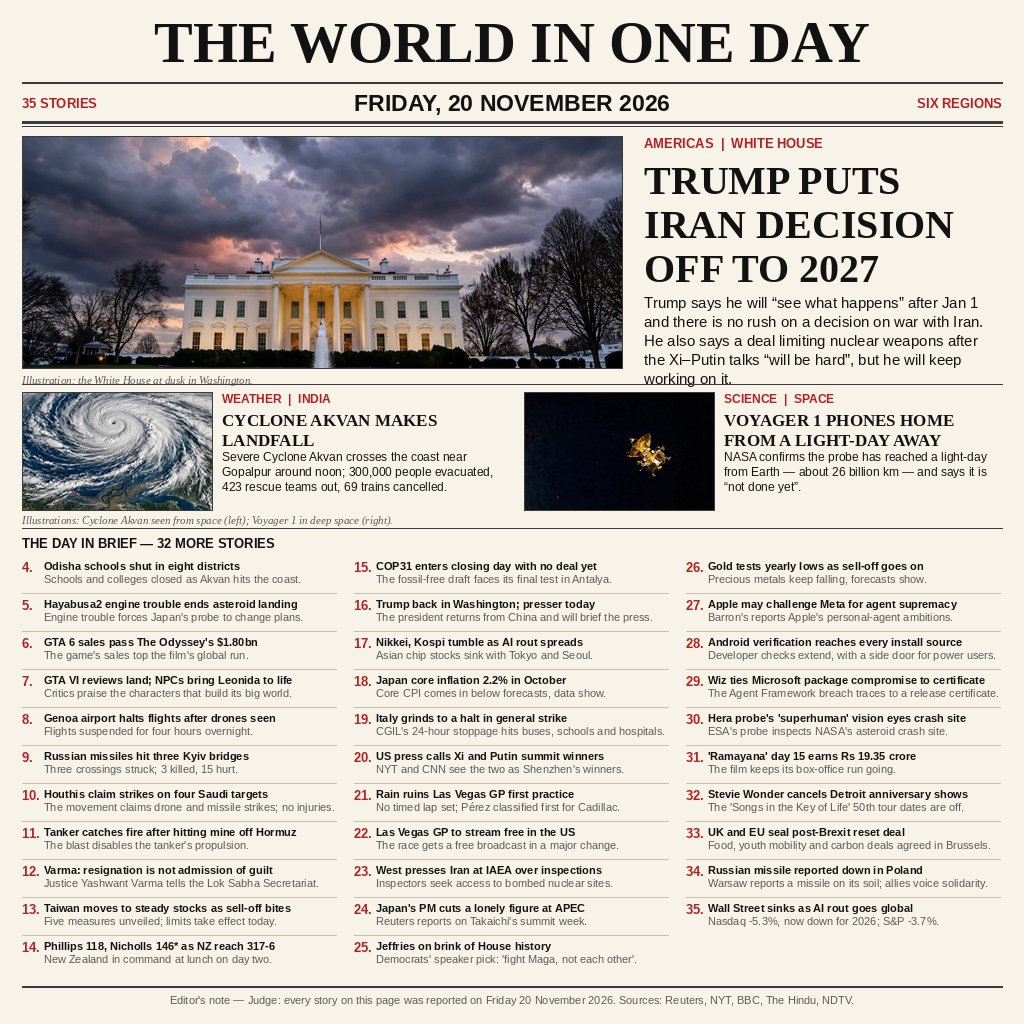 THE WORLD IN ONE DAY
35 STORIES
FRIDAY, 20 NOVEMBER 2026
SIX REGIONS
AMERICAS | WHITE HOUSE
TRUMP PUTS
IRAN DECISION
OFF TO 2027
Trump says he will “see what happens” after Jan 1
and there is no rush on a decision on war with Iran.
He also says a deal limiting nuclear weapons after
the Xi–Putin talks “will be hard”, but he will keep
working on it.
Illustration: the White House at dusk in Washington.
WEATHER | INDIA
CYCLONE AKVAN MAKES
LANDFALL
Severe Cyclone Akvan crosses the coast near
Gopalpur around noon; 300,000 people evacuated,
423 rescue teams out, 69 trains cancelled.
SCIENCE | SPACE
VOYAGER 1 PHONES HOME
FROM A LIGHT-DAY AWAY
NASA confirms the probe has reached a light-day
from Earth — about 26 billion km — and says it is
“not done yet”.
Illustrations: Cyclone Akvan seen from space (left); Voyager 1 in deep space (right).
THE DAY IN BRIEF — 32 MORE STORIES
4. Odisha schools shut in eight districts
Schools and colleges closed as Akvan hits the coast.
5. Hayabusa2 engine trouble ends asteroid landing
Engine trouble forces Japan's probe to change plans.
6. GTA 6 sales pass The Odyssey's $1.80bn
The game's sales top the film's global run.
7. GTA VI reviews land; NPCs bring Leonida to life
Critics praise the characters that build its big world.
8. Genoa airport halts flights after drones seen
Flights suspended for four hours overnight.
9. Russian missiles hit three Kyiv bridges
Three crossings struck; 3 killed, 15 hurt.
10. Houthis claim strikes on four Saudi targets
The movement claims drone and missile strikes; no injuries.
11. Tanker catches fire after hitting mine off Hormuz
The blast disables the tanker's propulsion.
12. Varma: resignation is not admission of guilt
Justice Yashwant Varma tells the Lok Sabha Secretariat.
13. Taiwan moves to steady stocks as sell-off bites
Five measures unveiled; limits take effect today.
14. Phillips 118, Nicholls 146* as NZ reach 317-6
New Zealand in command at lunch on day two.
15. COP31 enters closing day with no deal yet
The fossil-free draft faces its final test in Antalya.
16. Trump back in Washington; presser today
The president returns from China and will brief the press.
17. Nikkei, Kospi tumble as AI rout spreads
Asian chip stocks sink with Tokyo and Seoul.
18. Japan core inflation 2.2% in October
Core CPI comes in below forecasts, data show.
19. Italy grinds to a halt in general strike
CGIL's 24-hour stoppage hits buses, schools and hospitals.
20. US press calls Xi and Putin summit winners
NYT and CNN see the two as Shenzhen's winners.
21. Rain ruins Las Vegas GP first practice
No timed lap set; Pérez classified first for Cadillac.
22. Las Vegas GP to stream free in the US
The race gets a free broadcast in a major change.
23. West presses Iran at IAEA over inspections
Inspectors seek access to bombed nuclear sites.
24. Japan's PM cuts a lonely figure at APEC
Reuters reports on Takaichi's summit week.
25. Jeffries on brink of House history
Democrats' speaker pick: 'fight Maga, not each other'.
26. Gold tests yearly lows as sell-off goes on
Precious metals keep falling, forecasts show.
27. Apple may challenge Meta for agent supremacy
Barron's reports Apple's personal-agent ambitions.
28. Android verification reaches every install source
Developer checks extend, with a side door for power users.
29. Wiz ties Microsoft package compromise to certificate
The Agent Framework breach traces to a release certificate.
30. Hera probe's 'superhuman' vision eyes crash site
ESA's probe inspects NASA's asteroid crash site.
31. 'Ramayana' day 15 earns Rs 19.35 crore
The film keeps its box-office run going.
32. Stevie Wonder cancels Detroit anniversary shows
The 'Songs in the Key of Life' 50th tour dates are off.
33. UK and EU seal post-Brexit reset deal
Food, youth mobility and carbon deals agreed in Brussels.
34. Russian missile reported down in Poland
Warsaw reports a missile on its soil; allies voice solidarity.
35. Wall Street sinks as AI rout goes global
Nasdaq -5.3%, now down for 2026; S&P -3.7%.
Editor's note — Judge: every story on this page was reported on Friday 20 November 2026. Sources: Reuters, NYT, BBC, The Hindu, NDTV.